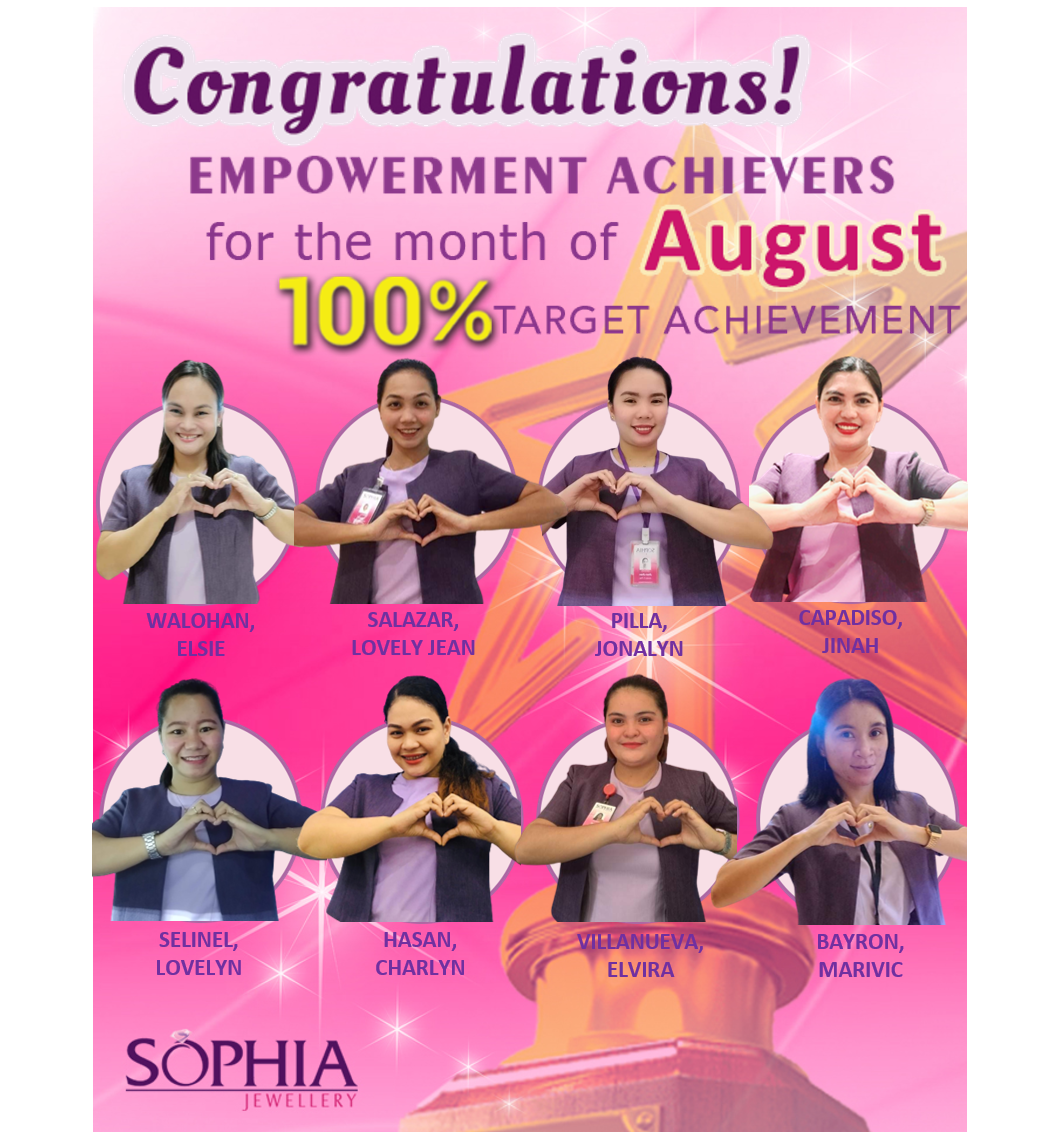 Congratulations!
EMPOWERMENT ACHIEVERS
for the month of August
100% TARGET ACHIEVEMENT
WALOHAN,
ELSIE
SALAZAR,
LOVELY JEAN
PILLA,
JONALYN
CAPADISO,
JINAH
SELINEL,
LOVELYN
HASAN,
CHARLYN
VILLANUEVA,
ELVIRA
BAYRON,
MARIVIC
SOPHIA
JEWELLERY